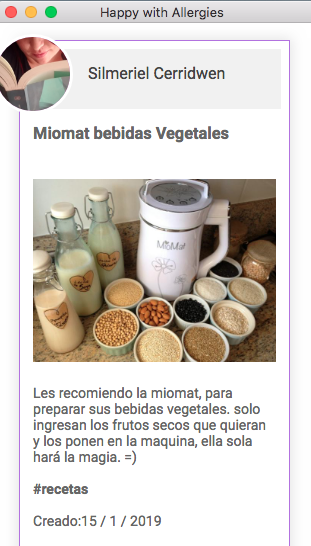 Happy with Allergies
Silmeriel Cerridwen
Miomat bebidas Vegetales
MioMat
Les recomiendo la miomat, para
preparar sus bebidas vegetales. solo
ingresan los frutos secos que quieran
y los ponen en la maquina, ella sola
hará la magia. =)
#recetas
Creado:15 / 1 / 2019